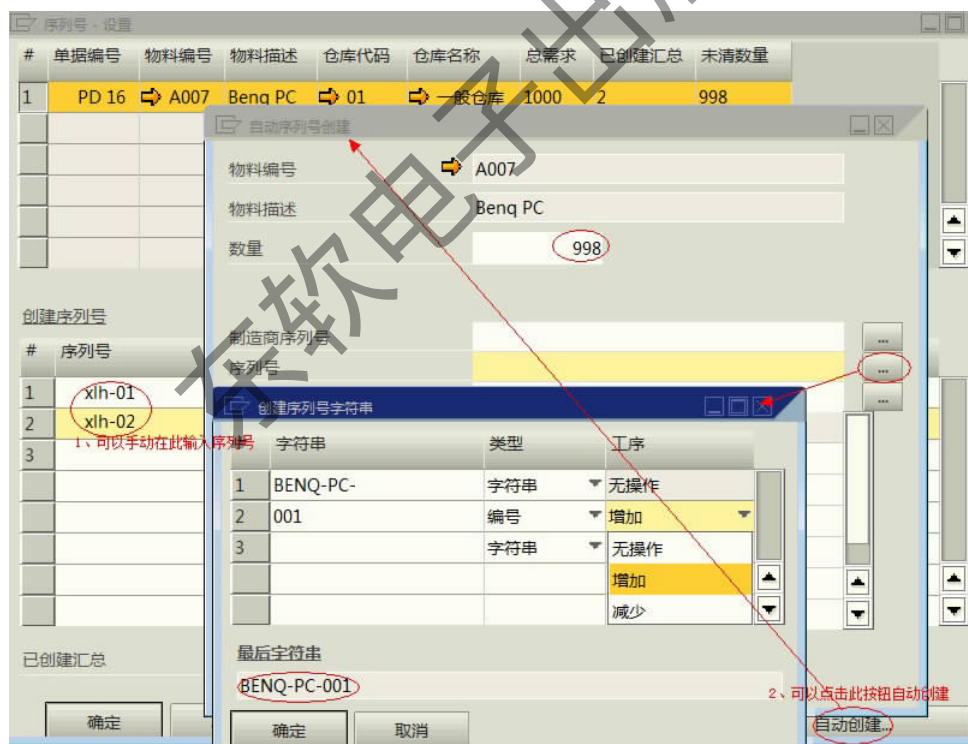 序列号 - 设置
# 单据编号 物料编号 物料描述 仓库代码 仓库名称 总需求 已创建汇总 未清数量
1 PD 16 A007 Benq PC 01 一般仓库 1000 2 998
自动序列号创建
物料编号 A007
物料描述 Benq PC
数量 998
创建序列号
制造商序列号 ...
# 序列号
序列号 ...
1 xlh-01
...
2 xlh-02
3
1、可以手动在此输入序列号
创建序列号字符串
# 字符串 类型 工序
1 BENQ-PC- 字符串 无操作
2 001 编号 增加
3 字符串 无操作
增加
减少
最后字符串
BENQ-PC-001
已创建汇总
2、可以点击此按钮自动创建
确定
确定 取消
自动创建...
东软电子出版